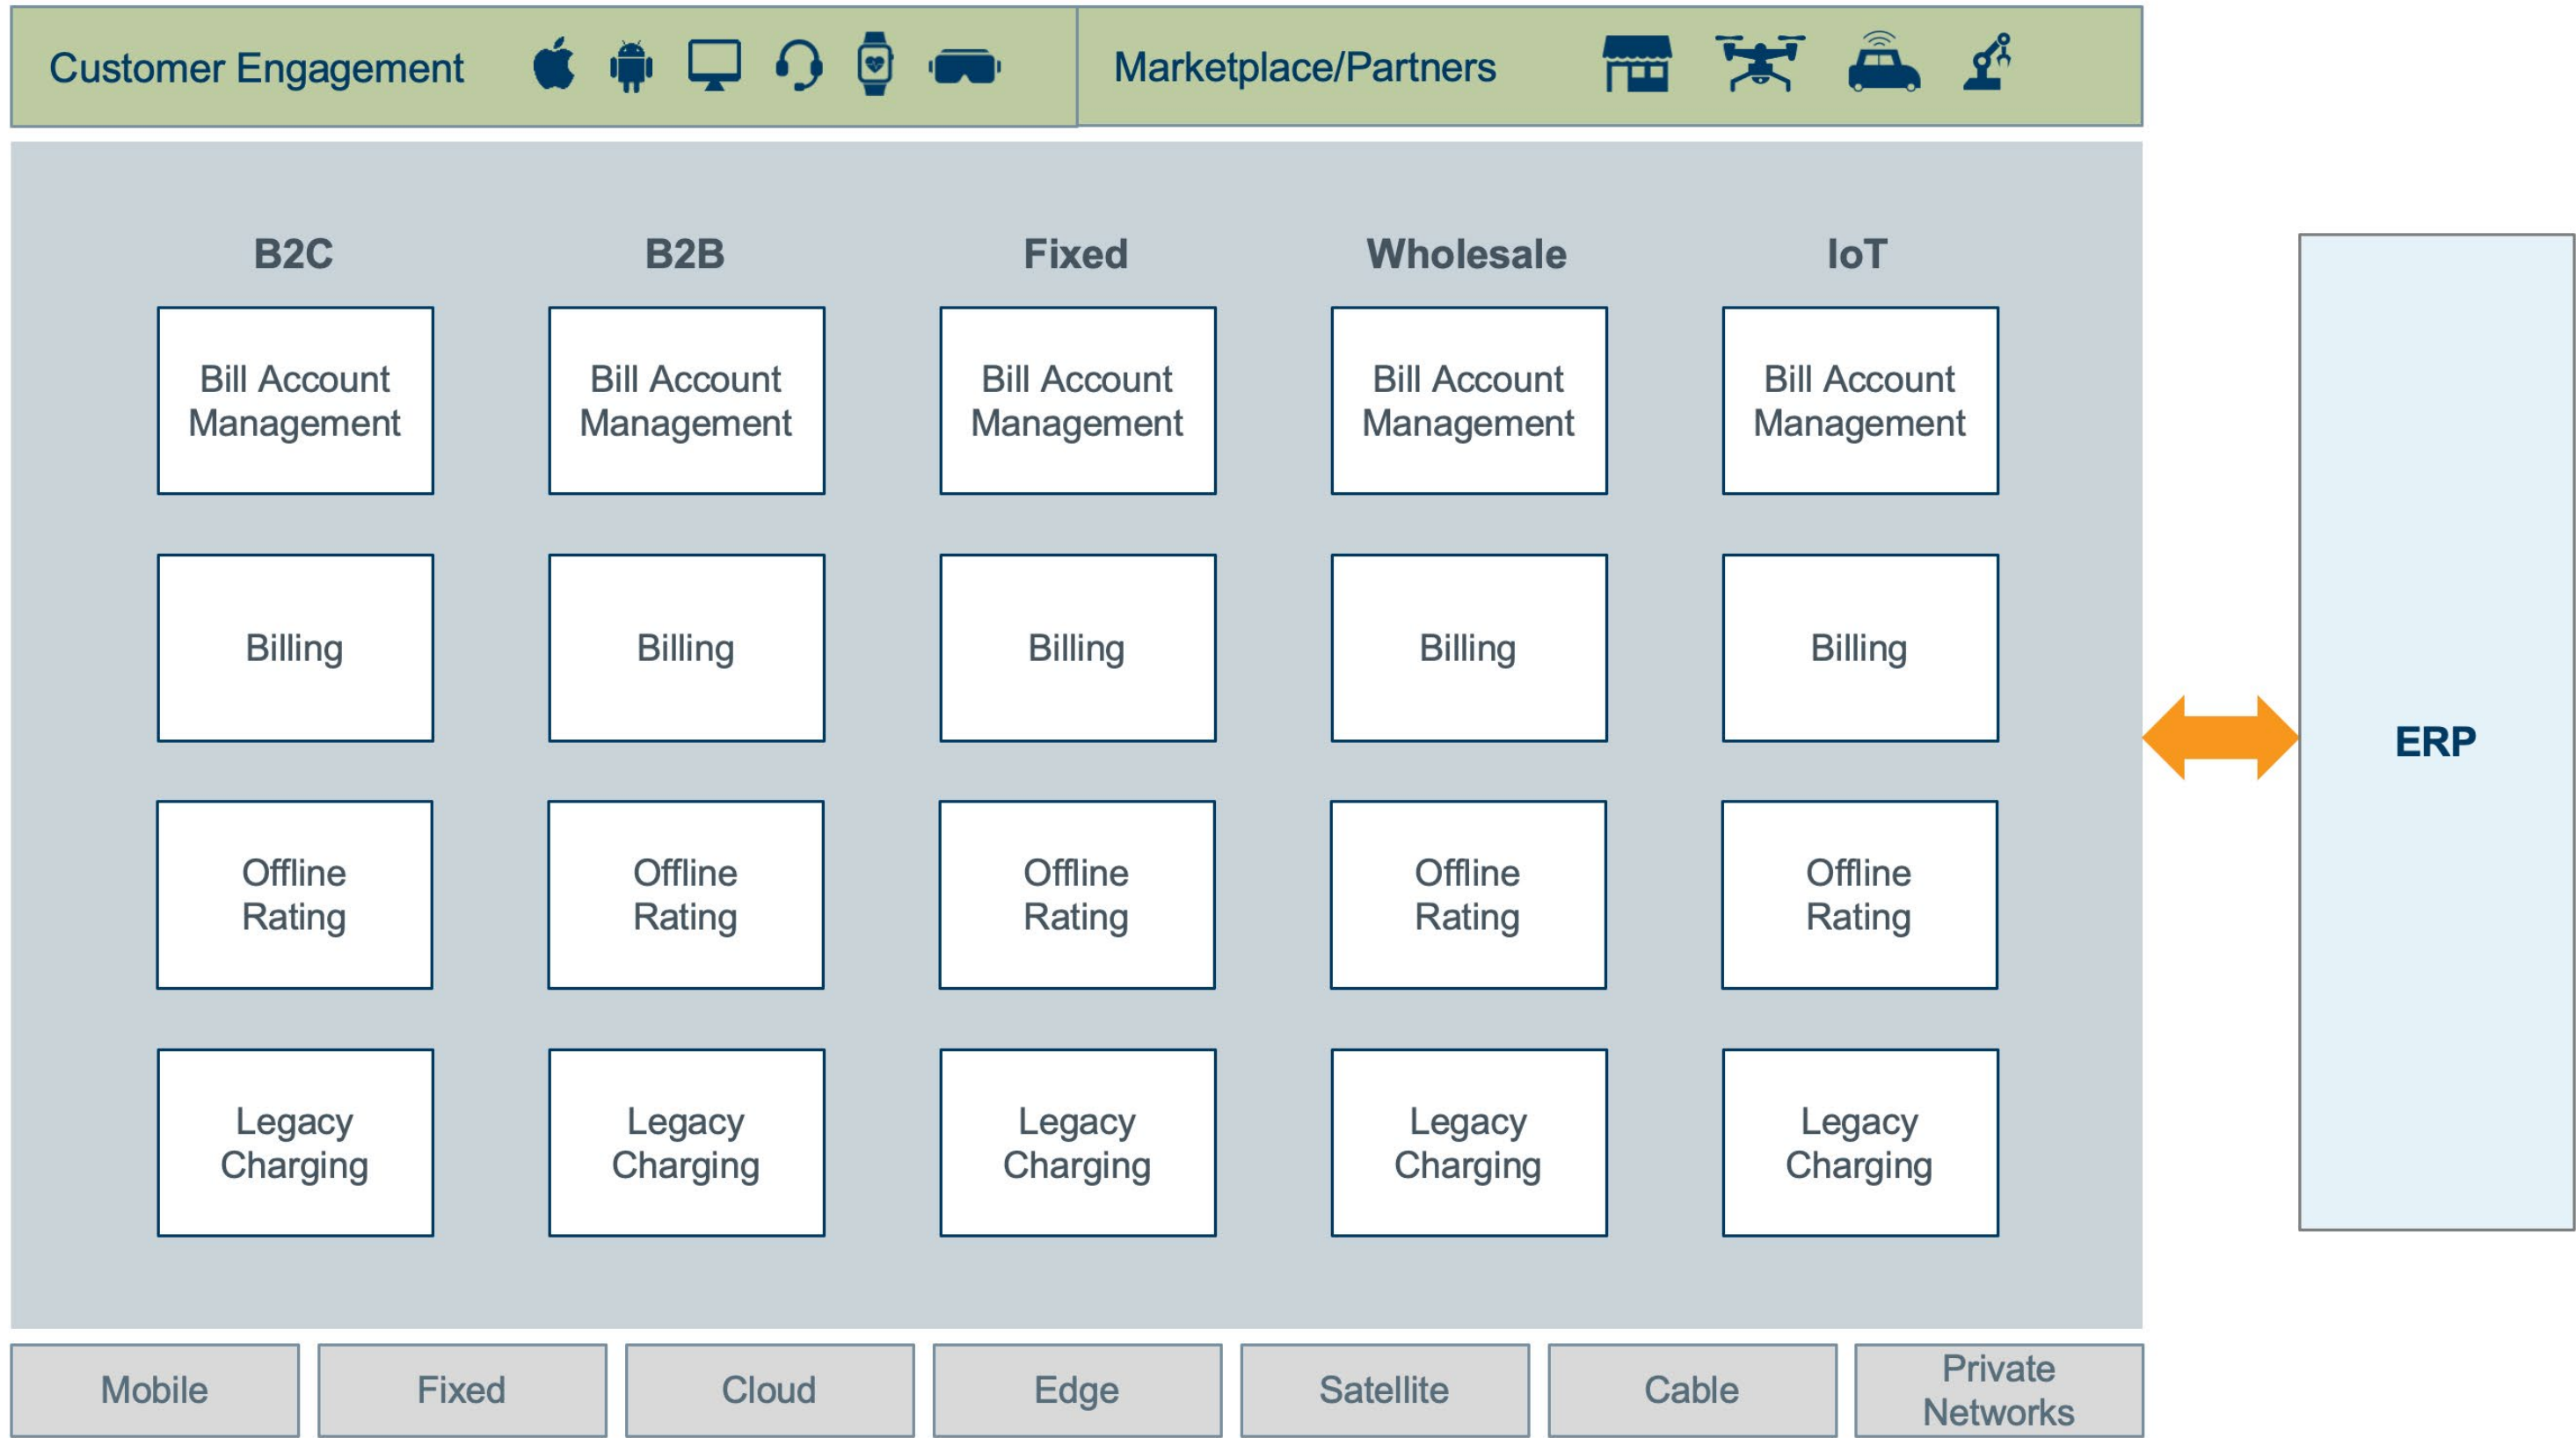 Customer Engagement
Marketplace/Partners
B2C
B2B
Fixed
Wholesale
IoT
Bill Account
Management
Bill Account
Management
Bill Account
Management
Bill Account
Management
Bill Account
Management
Billing
Billing
Billing
Billing
Billing
ERP
Offline
Rating
Offline
Rating
Offline
Rating
Offline
Rating
Offline
Rating
Legacy
Charging
Legacy
Charging
Legacy
Charging
Legacy
Charging
Legacy
Charging
Mobile
Fixed
Cloud
Edge
Satellite
Cable
Private
Networks